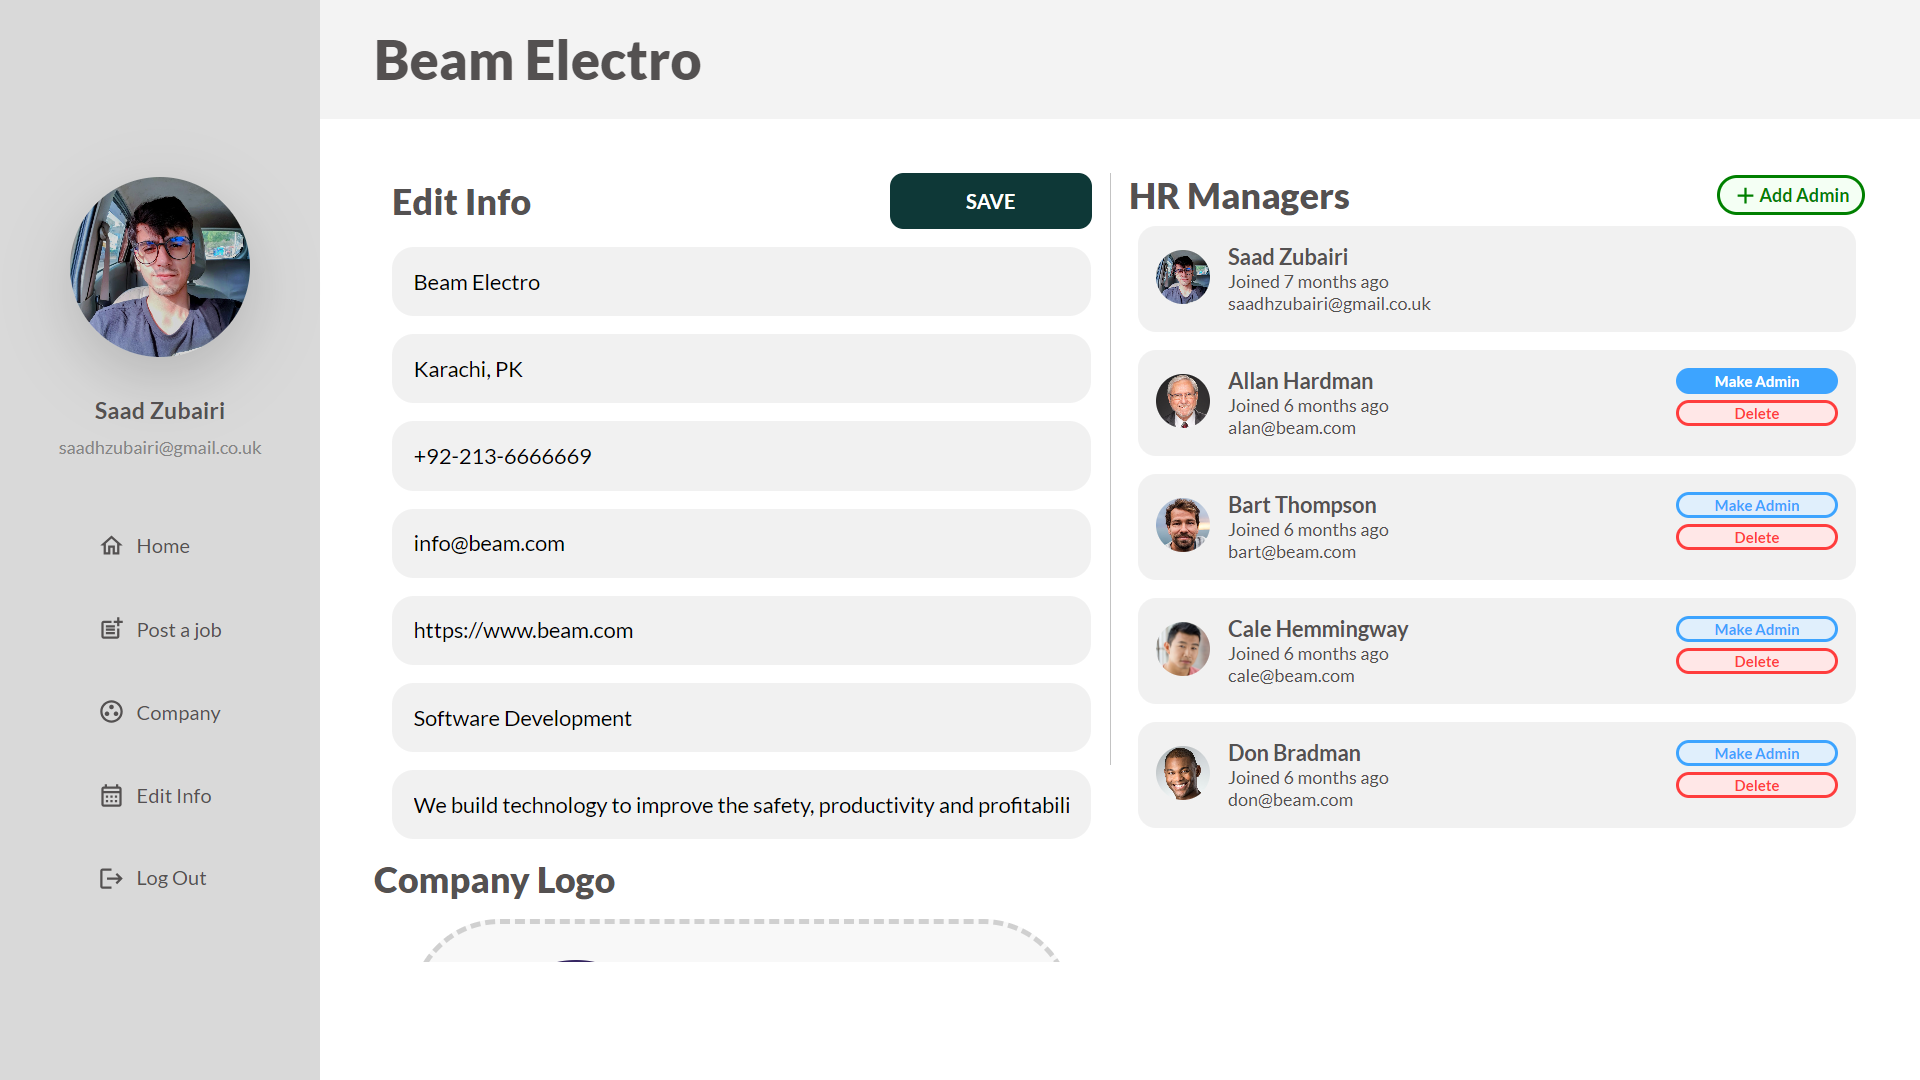 Beam Electro
Saad Zubairi
saadhzubairi@gmail.co.uk
Home
Post a job
Company
Edit Info
Log Out
Edit Info
SAVE
Beam Electro
Karachi, PK
+92-213-6666669
info@beam.com
https://www.beam.com
Software Development
We build technology to improve the safety, productivity and profitabili
Company Logo
HR Managers
Add Admin
Saad Zubairi
Joined 7 months ago
saadhzubairi@gmail.co.uk
Allan Hardman
Joined 6 months ago
alan@beam.com
Make Admin
Delete
Bart Thompson
Joined 6 months ago
bart@beam.com
Make Admin
Delete
Cale Hemmingway
Joined 6 months ago
cale@beam.com
Make Admin
Delete
Don Bradman
Joined 6 months ago
don@beam.com
Make Admin
Delete